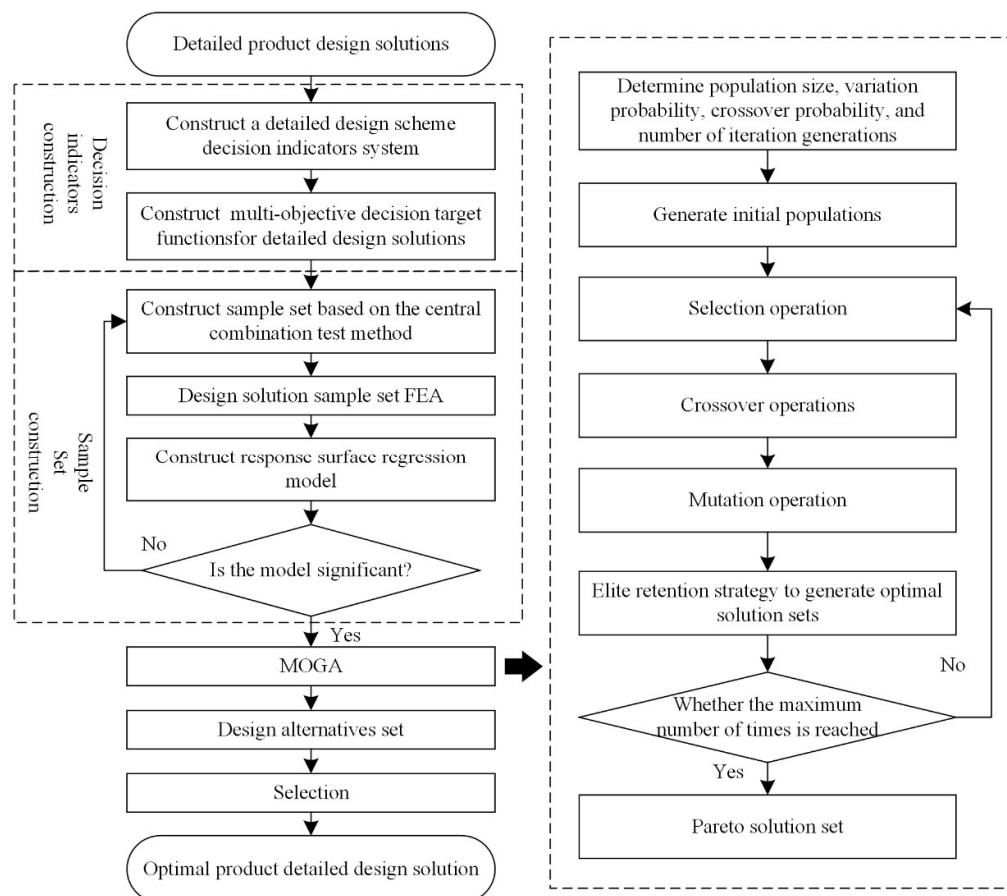 Detailed product design solutions
Decision
indicators
construction
Construct a detailed design scheme
decision indicators system
Construct multi-objective decision target
functionsfor detailed design solutions
Sample
Set
construction
Construct sample set based on the central
combination test method
Design solution sample set FEA
Construct response surface regression
model
No
Is the model significant?
Yes
MOGA
Design alternatives set
Selection
Optimal product detailed design solution
Determine population size, variation
probability, crossover probability, and
number of iteration generations
Generate initial populations
Selection operation
Crossover operations
Mutation operation
Elite retention strategy to generate optimal
solution sets
No
Whether the maximum
number of times is reached
Yes
Pareto solution set